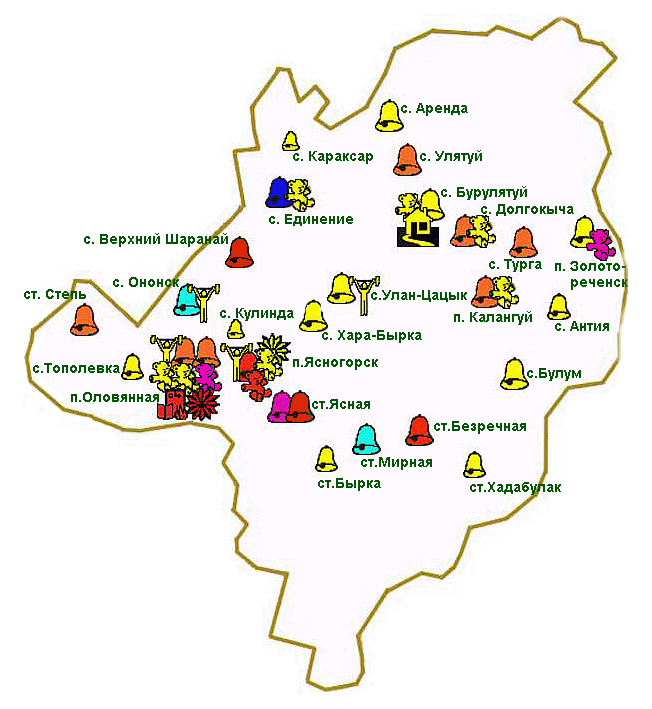 с. Аренда
с. Караксар
с. Улятуй
с. Бурулятуй
с. Единение
с. Долгокыча
с. Верхний Шаранай
с. Турга
п. Золото-
реченск
с. Ононск
ст. Степь
с.Улан-Цацык
с. Кулинда
п. Калангуй
с. Антия
с. Хара-Бырка
с.Тополевка
п.Ясногорск
с.Булум
п.Оловянная
ст.Ясная
ст.Безречная
ст.Мирная
ст.Бырка
ст.Хадабулак